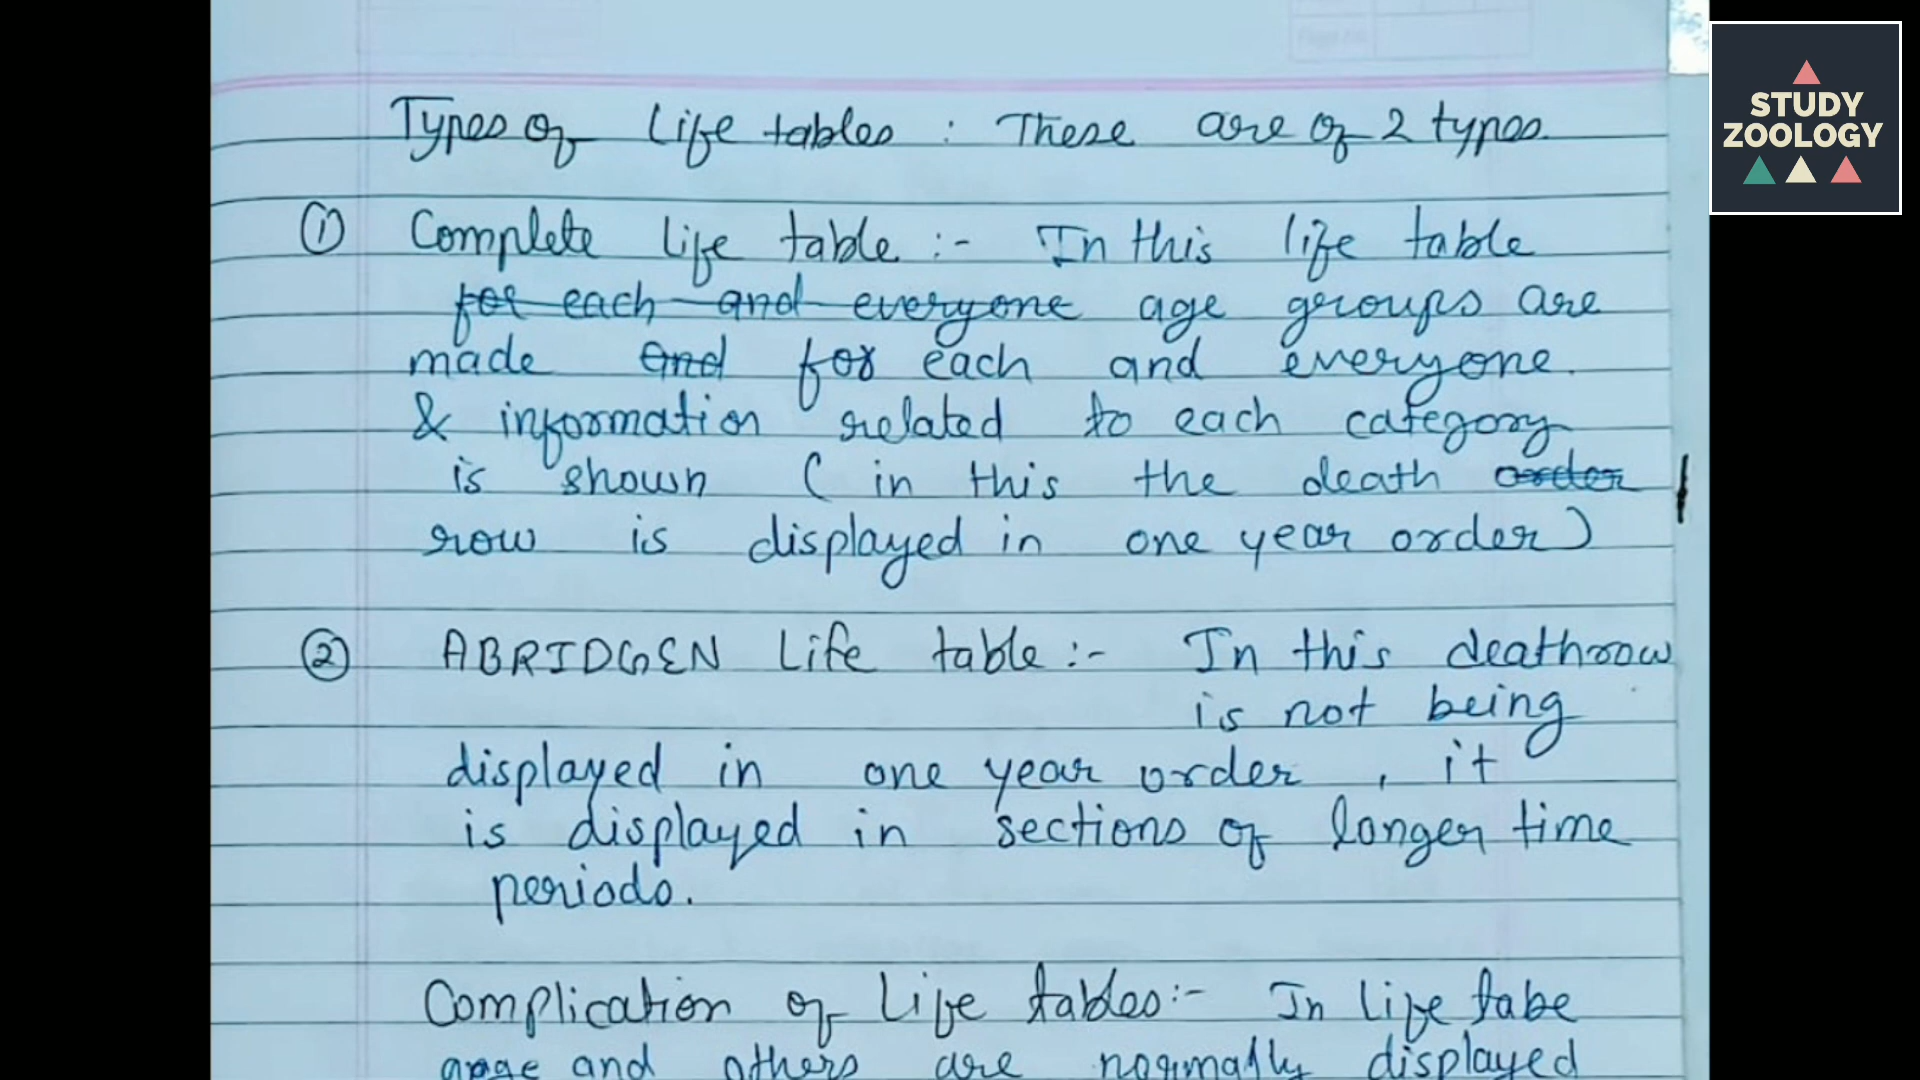 Types of Life tables : These are of 2 types.
① Complete life table :- In this life table
for each and everyone age groups are
made and for each and everyone.
& information related to each category
is shown ( in this the death order
row is displayed in one year order)
② ABRIDGEN Life table :- In this deathrow
is not being
displayed in one year order , it
is displayed in sections of longer time
periods.
Complication of Life tables:- In life tabe
and others are normally displayed
STUDY
ZOOLOGY